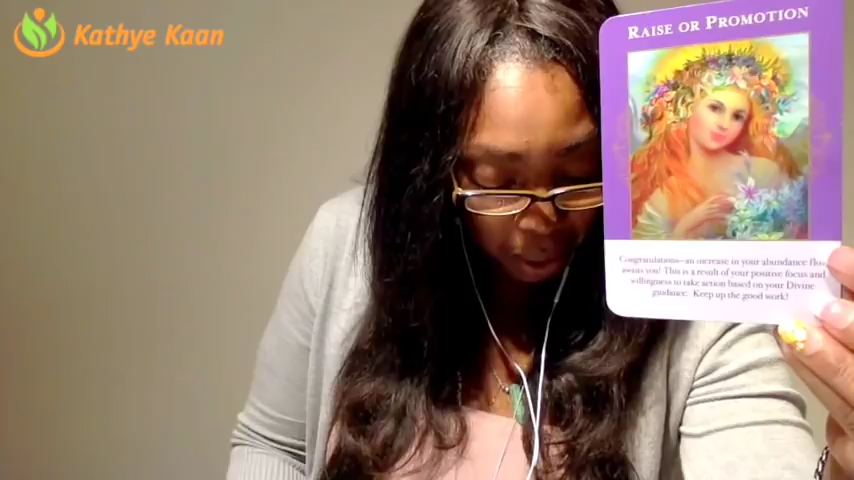 Kathye Kaan
RAISE OR PROMOTION
Congratulations—an increase in your abundance flow
awaits you! This is a result of your positive focus and
willingness to take action based on your Divine
guidance. Keep up the good work!